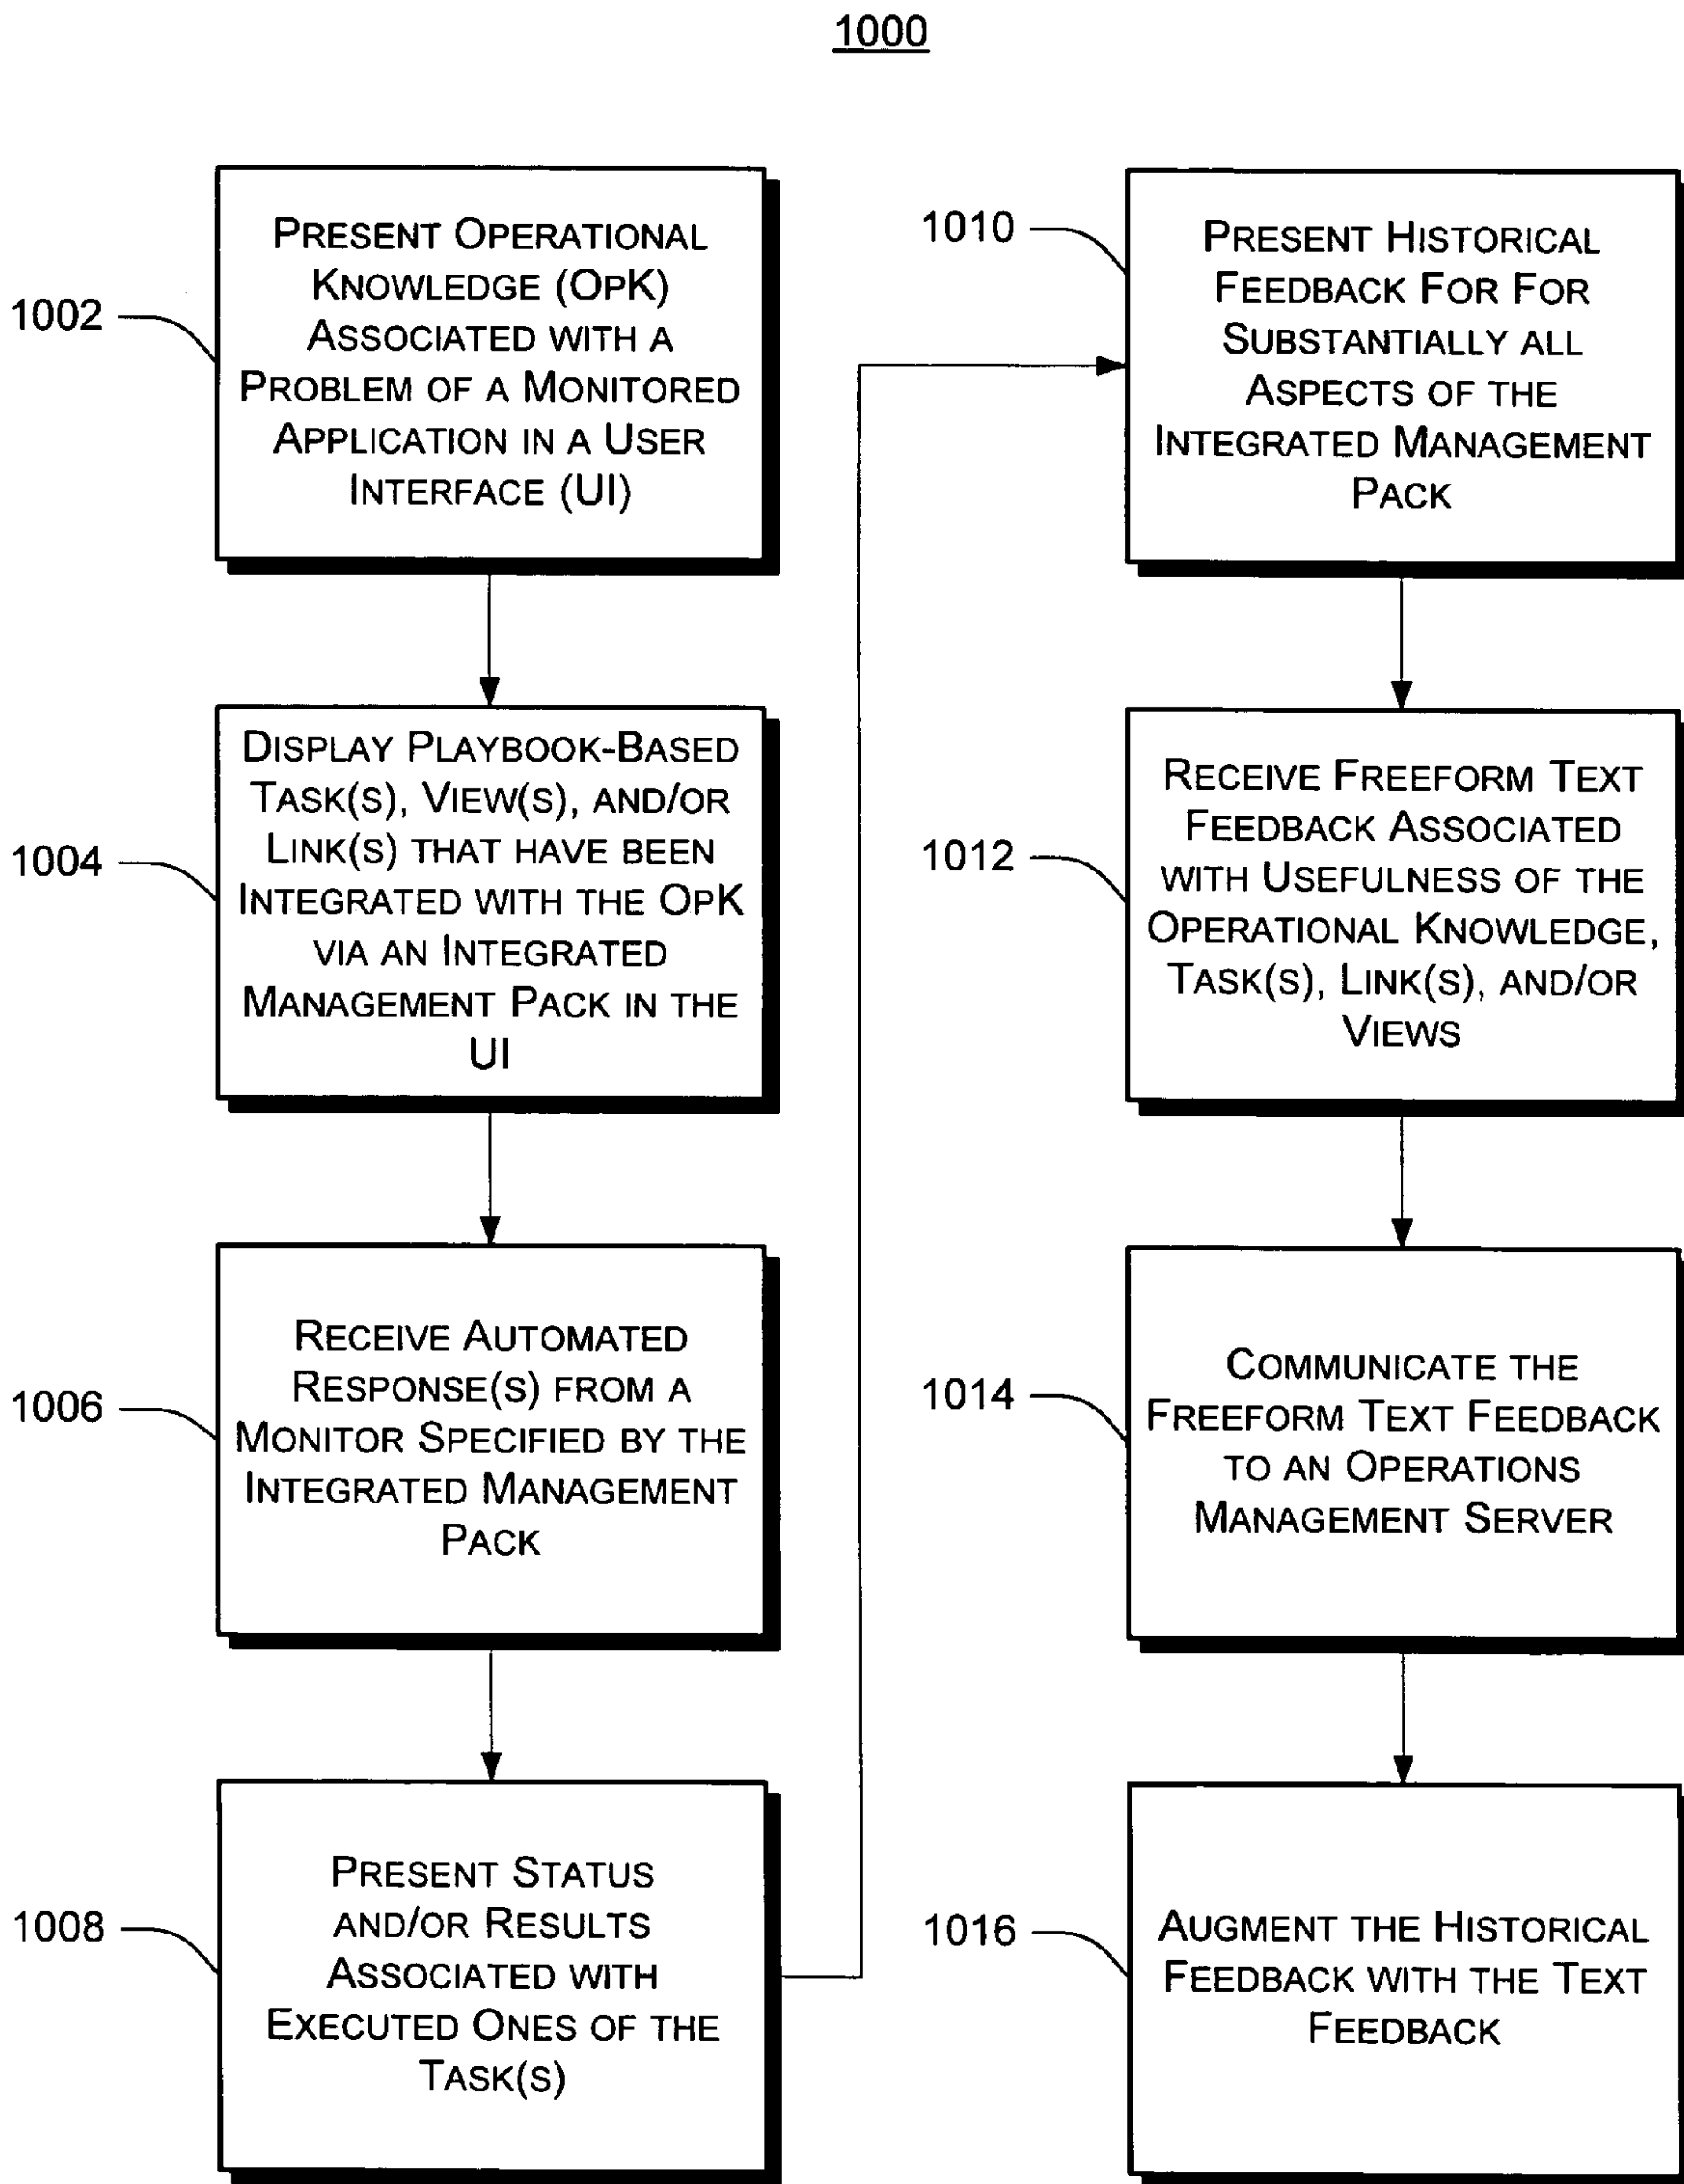 1000
1002
PRESENT OPERATIONAL
KNOWLEDGE (OPK)
ASSOCIATED WITH A
PROBLEM OF A MONITORED
APPLICATION IN A USER
INTERFACE (UI)
1004
DISPLAY PLAYBOOK-BASED
TASK(S), VIEW(S), AND/OR
LINK(S) THAT HAVE BEEN
INTEGRATED WITH THE OPK
VIA AN INTEGRATED
MANAGEMENT PACK IN THE
UI
1006
RECEIVE AUTOMATED
RESPONSE(S) FROM A
MONITOR SPECIFIED BY THE
INTEGRATED MANAGEMENT
PACK
1008
PRESENT STATUS
AND/OR RESULTS
ASSOCIATED WITH
EXECUTED ONES OF THE
TASK(S)
1010
PRESENT HISTORICAL
FEEDBACK FOR FOR
SUBSTANTIALLY ALL
ASPECTS OF THE
INTEGRATED MANAGEMENT
PACK
1012
RECEIVE FREEFORM TEXT
FEEDBACK ASSOCIATED
WITH USEFULNESS OF THE
OPERATIONAL KNOWLEDGE,
TASK(S), LINK(S), AND/OR
VIEWS
1014
COMMUNICATE THE
FREEFORM TEXT FEEDBACK
TO AN OPERATIONS
MANAGEMENT SERVER
1016
AUGMENT THE HISTORICAL
FEEDBACK WITH THE TEXT
FEEDBACK